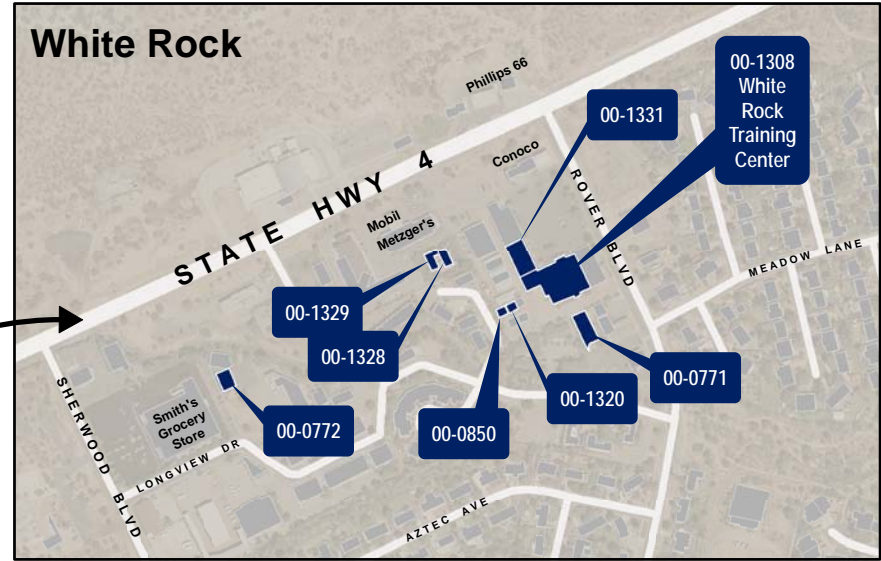 White Rock
Phillips 66
00-1308
White
Rock
Training
Center
00-1331
Conoco
STATE HWY 4
Mobil
Metzger's
ROVER BLVD
MEADOW LANE
00-1329
00-1328
00-0771
00-1320
00-0850
00-0772
SHERWOOD BLVD
Smith's
Grocery
Store
LONGVIEW DR
AZTEC AVE